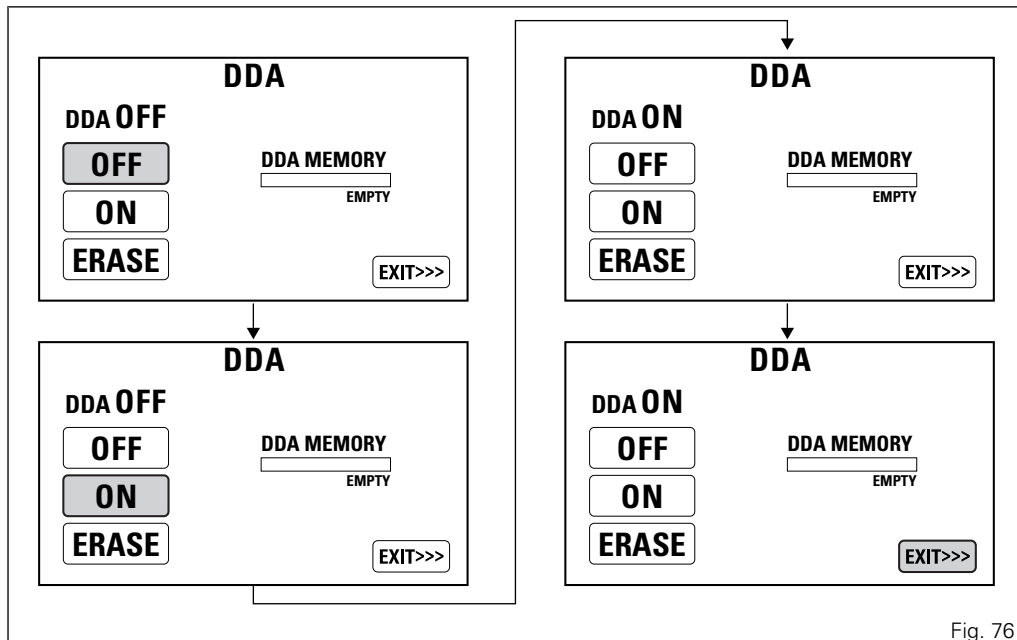 DDA
DDA OFF
OFF
DDA MEMORY
EMPTY
ON
ERASE
EXIT>>>
DDA
DDA OFF
OFF
DDA MEMORY
EMPTY
ON
ERASE
EXIT>>>
DDA
DDA ON
OFF
DDA MEMORY
EMPTY
ON
ERASE
EXIT>>>
DDA
DDA ON
OFF
DDA MEMORY
EMPTY
ON
ERASE
EXIT>>>
Fig. 76